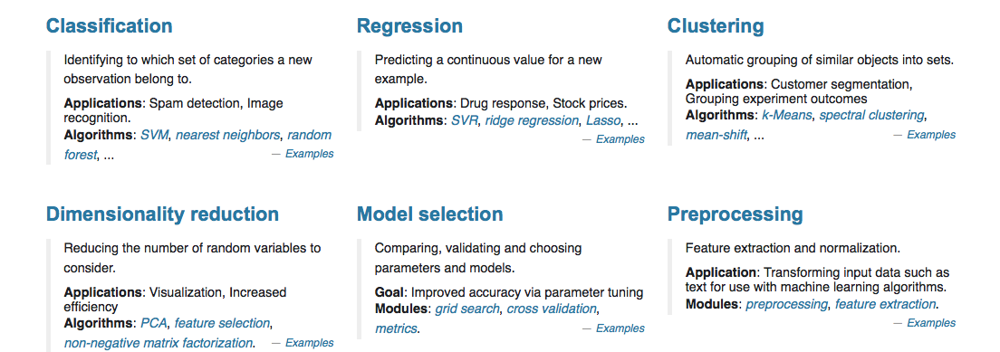 Classification
Identifying to which set of categories a new
observation belong to.
Applications: Spam detection, Image
recognition.
Algorithms: SVM, nearest neighbors, random
forest, ...
— Examples
Regression
Predicting a continuous value for a new
example.
Applications: Drug response, Stock prices.
Algorithms: SVR, ridge regression, Lasso, ...
— Examples
Clustering
Automatic grouping of similar objects into sets.
Applications: Customer segmentation,
Grouping experiment outcomes
Algorithms: k-Means, spectral clustering,
mean-shift, ...
— Examples
Dimensionality reduction
Reducing the number of random variables to
consider.
Applications: Visualization, Increased
efficiency
Algorithms: PCA, feature selection,
non-negative matrix factorization.
— Examples
Model selection
Comparing, validating and choosing
parameters and models.
Goal: Improved accuracy via parameter tuning
Modules: grid search, cross validation,
metrics.
— Examples
Preprocessing
Feature extraction and normalization.
Application: Transforming input data such as
text for use with machine learning algorithms.
Modules: preprocessing, feature extraction.
— Examples